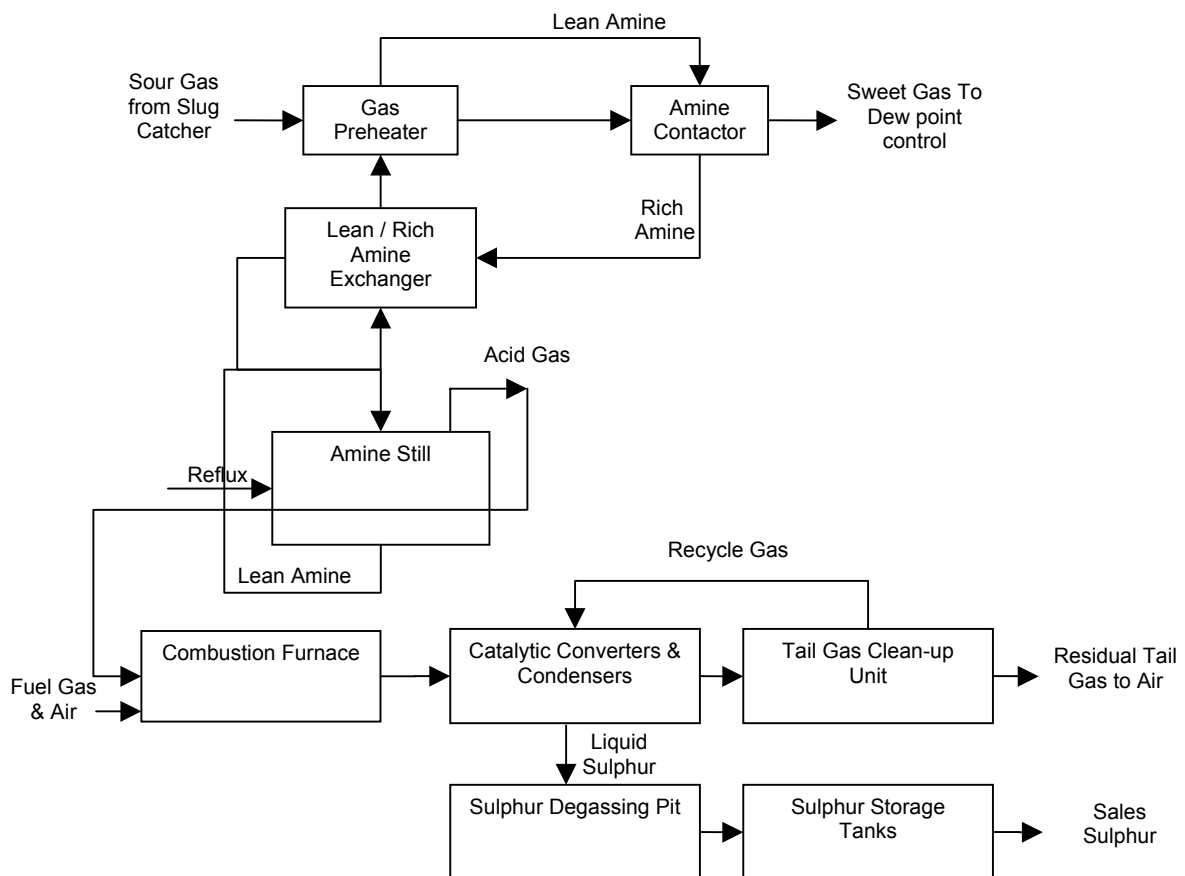 Lean Amine
Sour Gas
from Slug
Catcher
Gas
Preheater
Amine
Contactor
Sweet Gas To
Dew point
control
Rich
Amine
Lean / Rich
Amine
Exchanger
Acid Gas
Amine Still
Reflux
Lean Amine
Recycle Gas
Combustion Furnace
Catalytic Converters &
Condensers
Tail Gas Clean-up
Unit
Residual Tail
Gas to Air
Fuel Gas
& Air
Liquid
Sulphur
Sulphur Degassing Pit
Sulphur Storage
Tanks
Sales
Sulphur